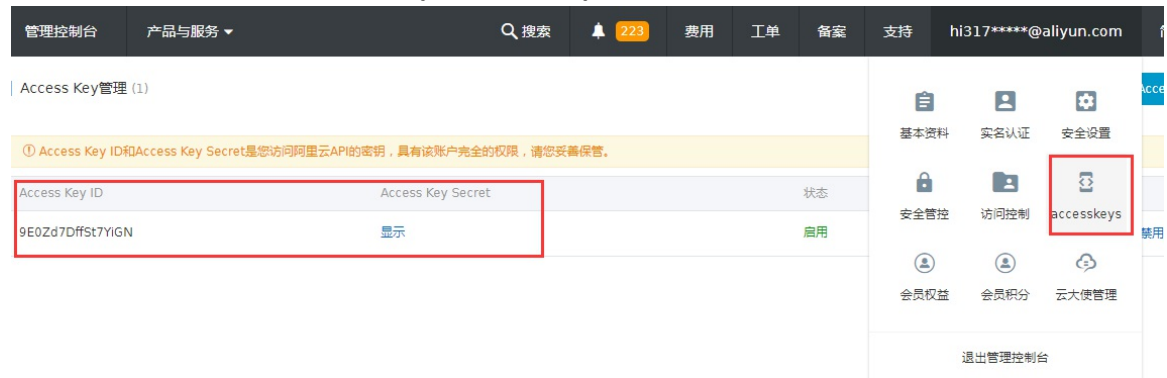 管理控制台 产品与服务 搜索 223 费用 工单 备案 支持 hi317*****@aliyun.com
Access Key管理 (1)
Access Key ID和Access Key Secret是您访问阿里云API的密钥，具有该账户完全的权限，请您妥善保管。
Access Key ID Access Key Secret 状态
9E0Zd7DffSt7YiGN 显示 启用 禁用
基本资料 实名认证 安全设置
安全管控 访问控制 accesskeys
会员权益 会员积分 云大使管理
退出管理控制台